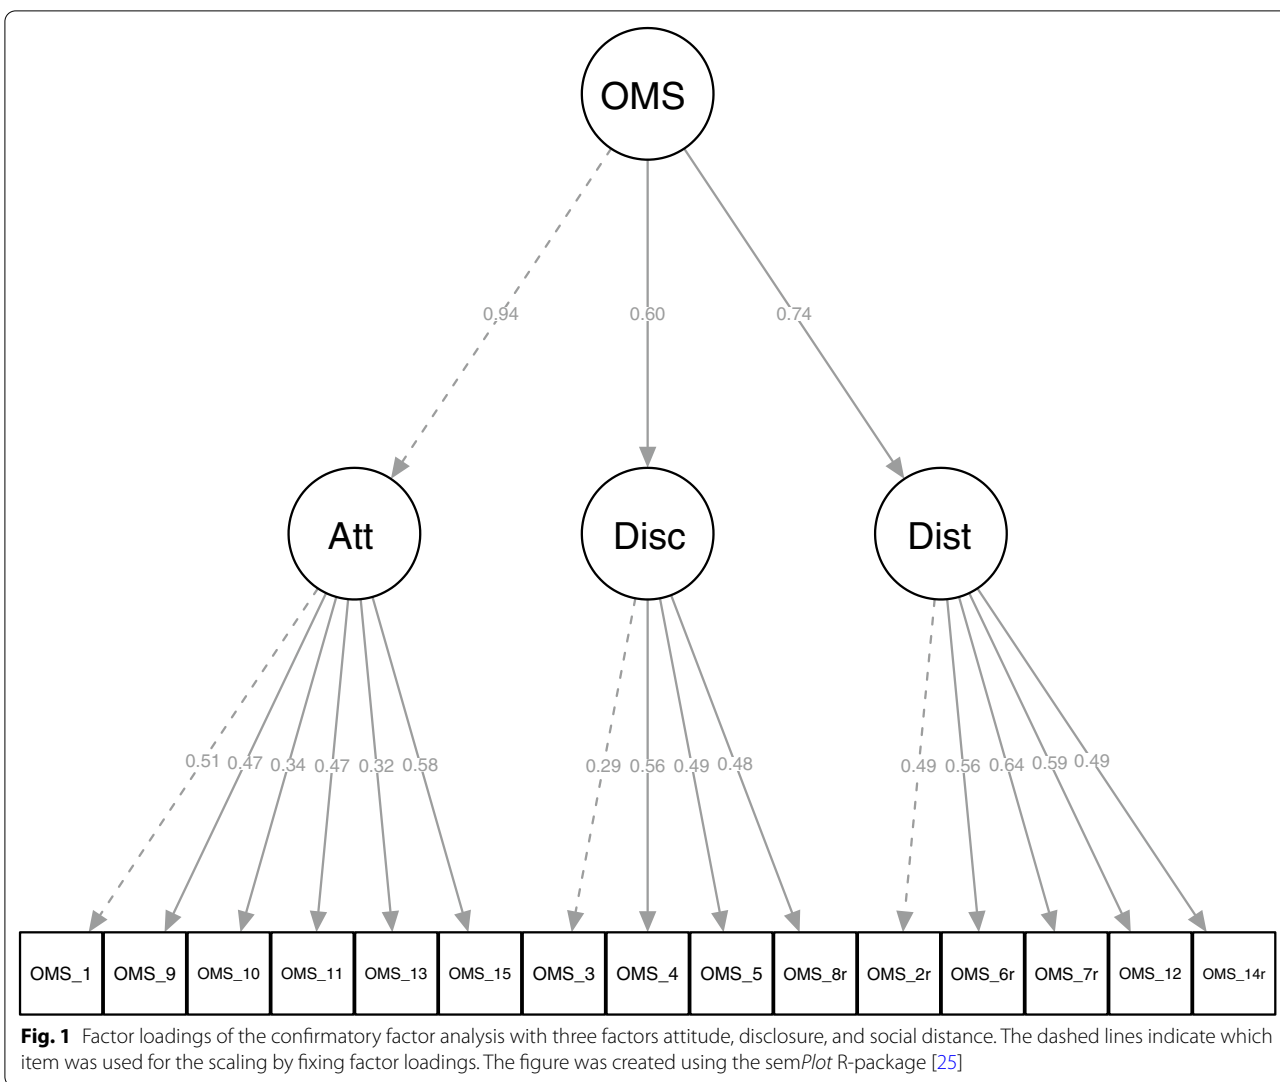 OMS
0.94 0.60 0.74
Att Disc Dist
0.51 0.47 0.34 0.47 0.32 0.58 0.29 0.56 0.49 0.48 0.49 0.56 0.64 0.59 0.49
OMS_1 OMS_9 OMS_10 OMS_11 OMS_13 OMS_15 OMS_3 OMS_4 OMS_5 OMS_8r OMS_2r OMS_6r OMS_7r OMS_12 OMS_14r
Fig. 1 Factor loadings of the confirmatory factor analysis with three factors attitude, disclosure, and social distance. The dashed lines indicate which
item was used for the scaling by fixing factor loadings. The figure was created using the semPlot R-package [25]